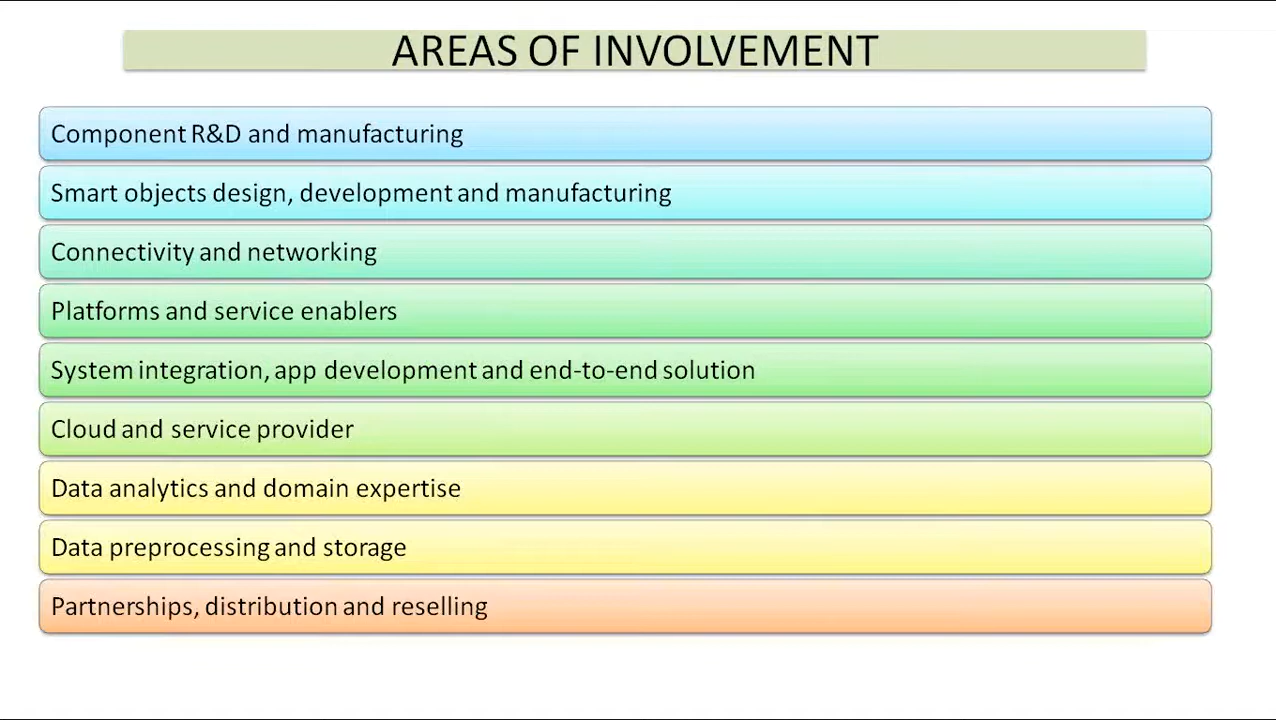 AREAS OF INVOLVEMENT
Component R&D and manufacturing
Smart objects design, development and manufacturing
Connectivity and networking
Platforms and service enablers
System integration, app development and end-to-end solution
Cloud and service provider
Data analytics and domain expertise
Data preprocessing and storage
Partnerships, distribution and reselling